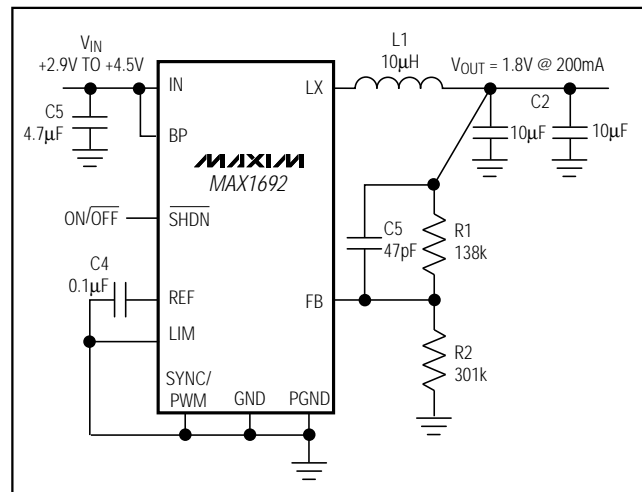 VIN
+2.9V TO +4.5V
C5
4.7µF
IN
BP
LX
L1
10µH
VOUT = 1.8V @ 200mA
C2
10µF
10µF
MAXIM
MAX1692
ON/OFF
SHDN
C5
47pF
R1
138k
C4
0.1µF
REF
FB
LIM
R2
301k
SYNC/
PWM
GND
PGND